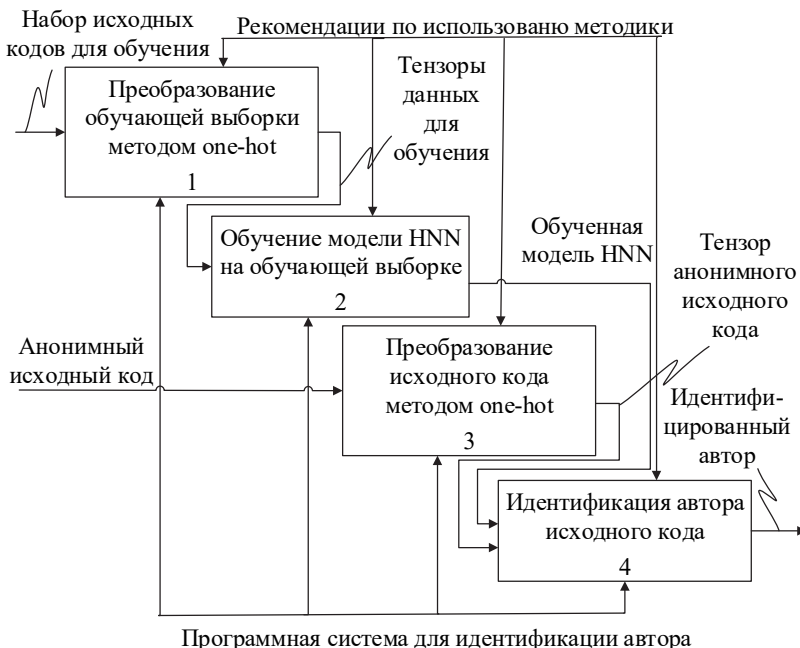 Набор исходных
кодов для обучения
Рекомендации по использованю методики
Преобразование
обучающей выборки
методом one-hot
1
Тензоры
данных
для
обучения
Обучение модели HNN
на обучающей выборке
2
Обученная
модель HNN
Тензор
анонимного
исходного
кода
Анонимный
исходный код
Преобразование
исходного кода
методом one-hot
3
Идентифи-
цированный
автор
Идентификация автора
исходного кода
4
Программная система для идентификации автора